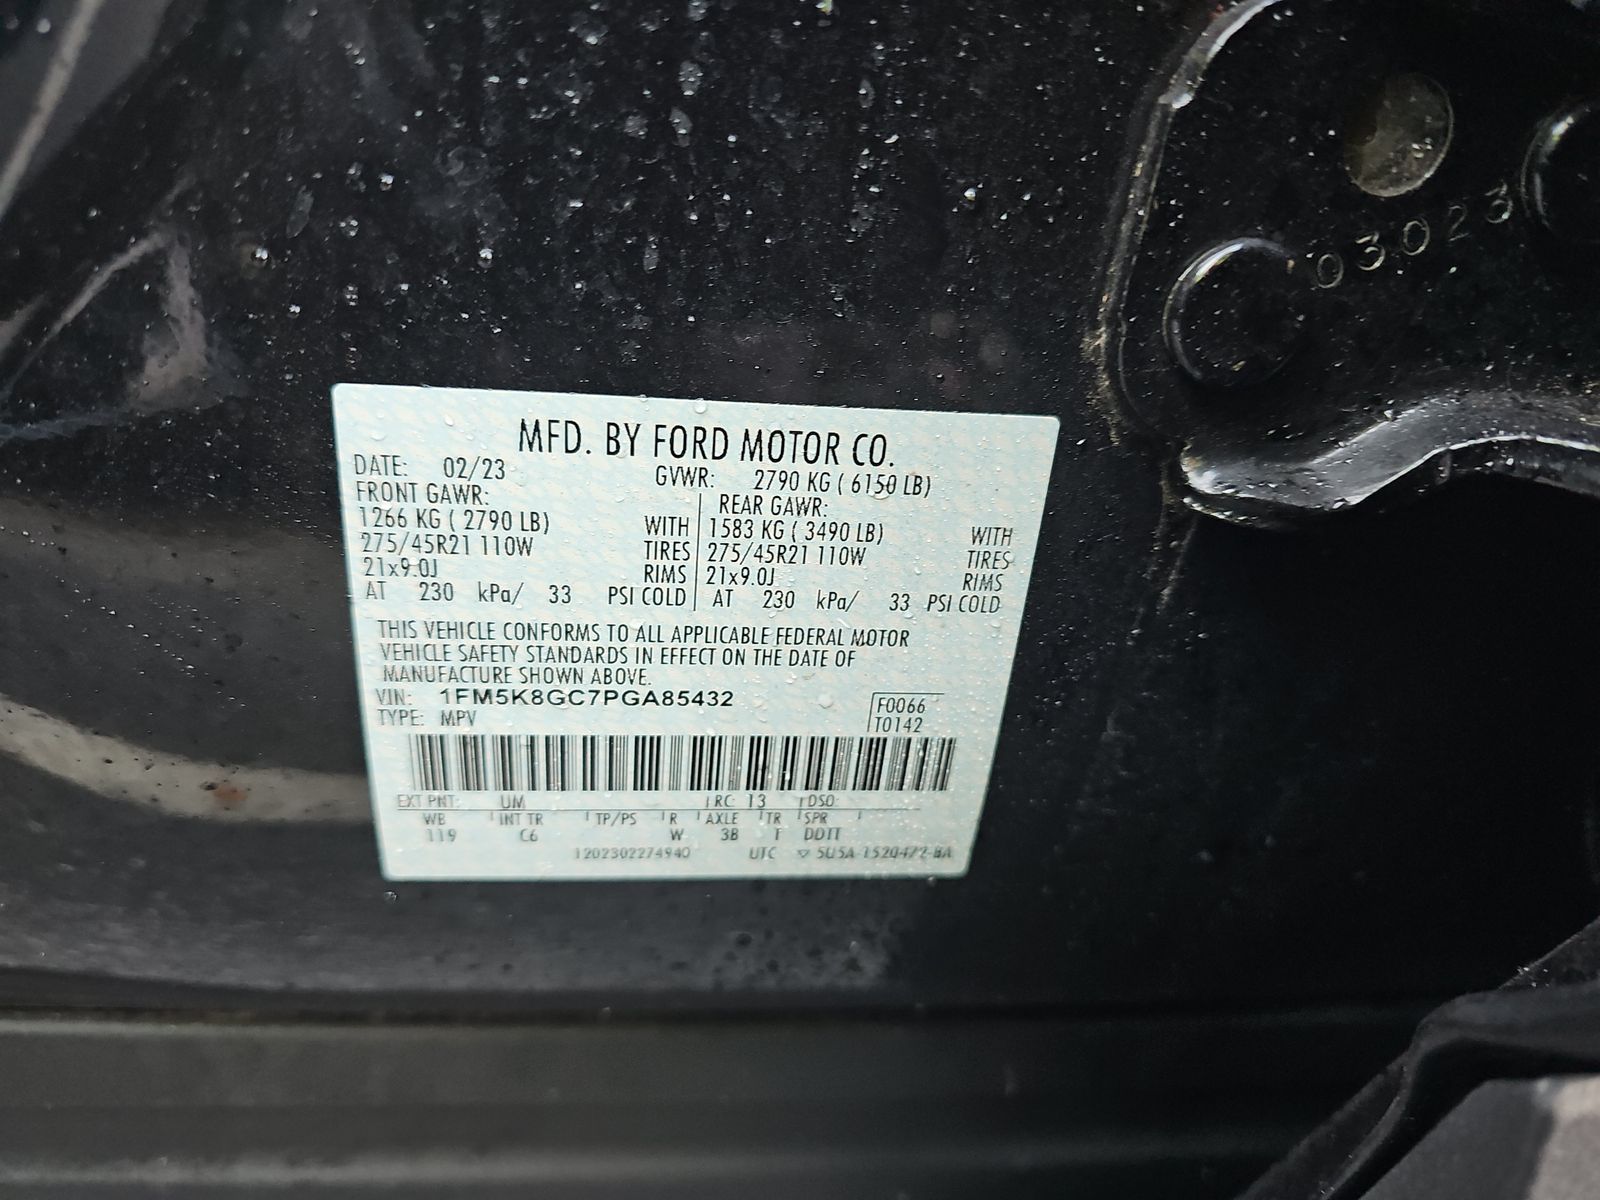 03023
MFD. BY FORD MOTOR CO.
DATE: 02/23 GVWR: 2790 KG ( 6150 LB)
FRONT GAWR: REAR GAWR:
1266 KG ( 2790 LB) WITH 1583 KG ( 3490 LB) WITH
275/45R21 110W TIRES 275/45R21 110W TIRES
21x9.0J RIMS 21x9.0J RIMS
AT 230 kPa/ 33 PSI COLD AT 230 kPa/ 33 PSI COLD
THIS VEHICLE CONFORMS TO ALL APPLICABLE FEDERAL MOTOR
VEHICLE SAFETY STANDARDS IN EFFECT ON THE DATE OF
MANUFACTURE SHOWN ABOVE.
VIN: 1FM5K8GC7PGA85432 F0066
TYPE: MPV T0142
EXT PNT: UM RC: 13 DSO:
WB INT TR TP/PS R AXLE TR SPR
119 C6 W 3B T DDTT
1202302274940 UTC ▽ 5U5A-1520472-BA